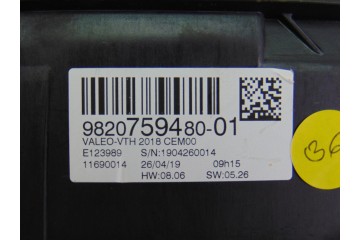 9820759480-01
VALEO-VTH 2018 CEM00
E123989 S/N:1904260014
11690014 26/04/19 09h15
HW:08.06 SW:05.26
36